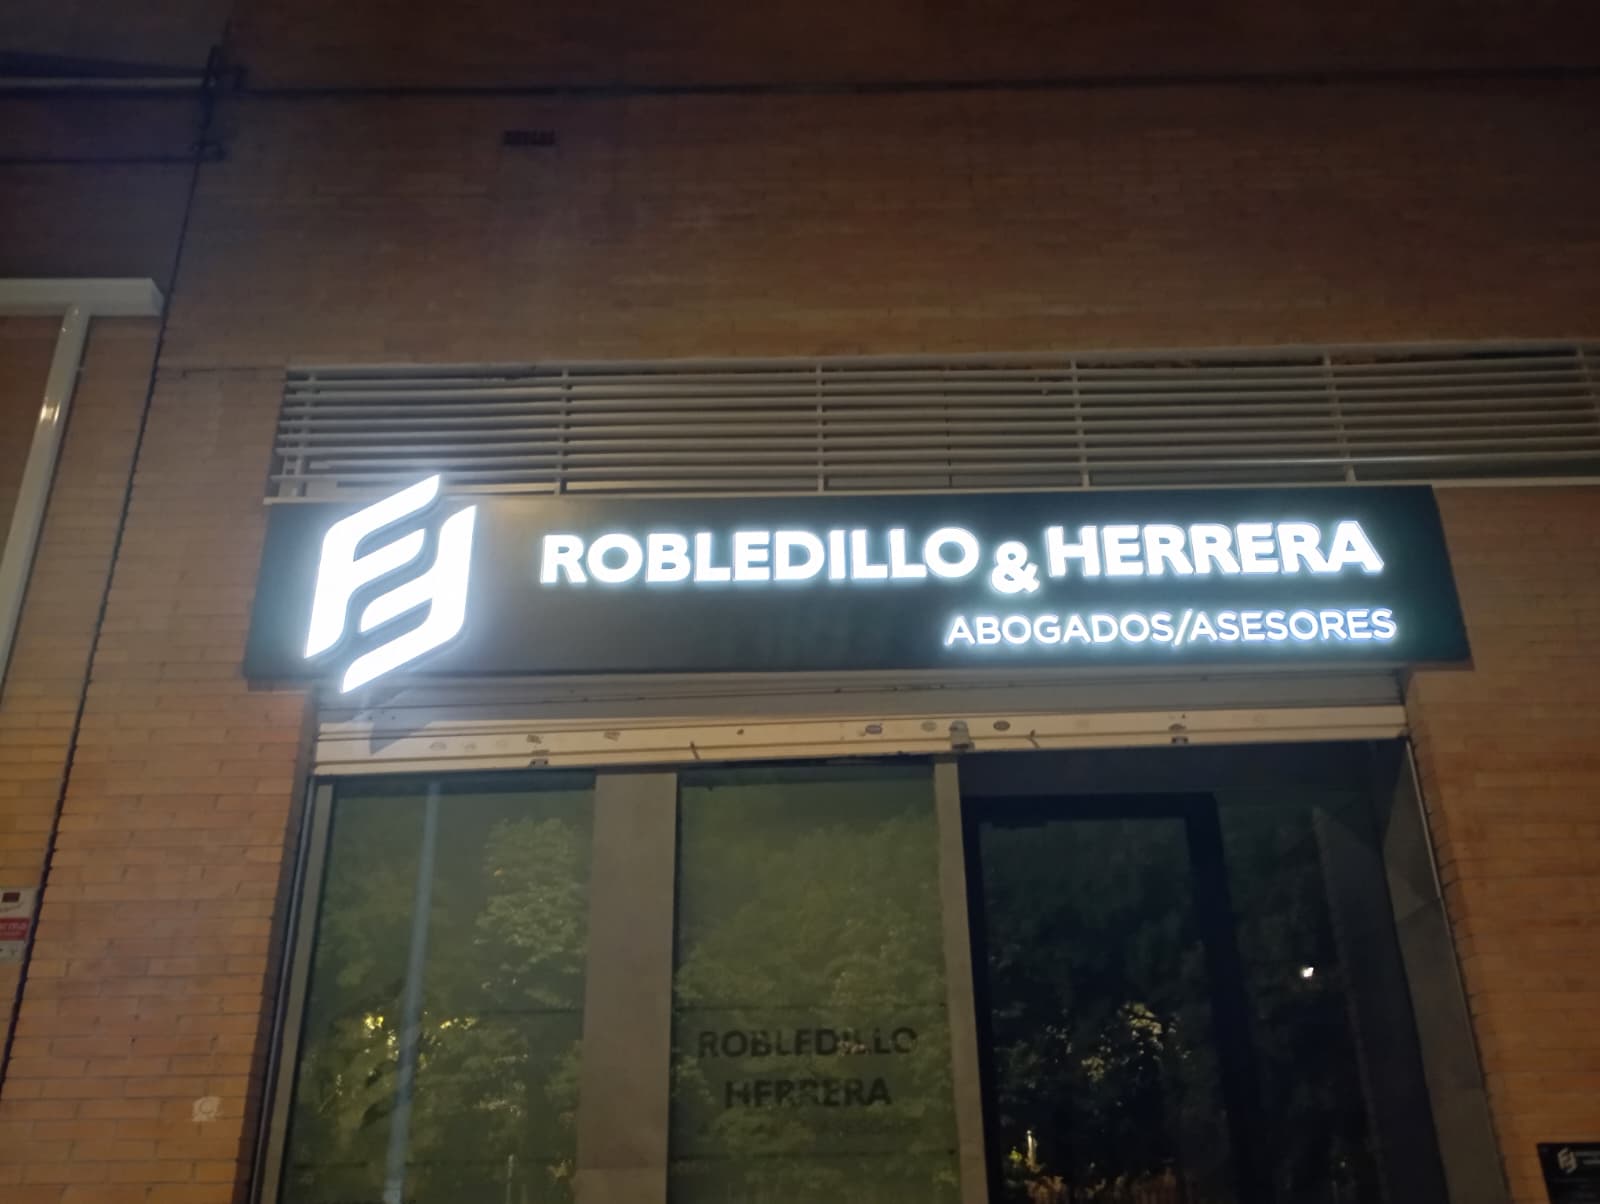 ROBLEDILLO & HERRERA
ABOGADOS/ASESORES
ROBLEDILLO
HERRERA